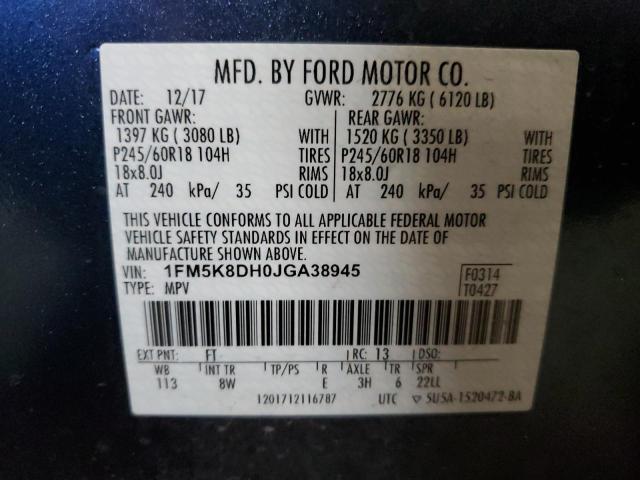 MFD. BY FORD MOTOR CO.
DATE: 12/17 GVWR: 2776 KG ( 6120 LB)
FRONT GAWR: REAR GAWR:
1397 KG ( 3080 LB) WITH 1520 KG ( 3350 LB) WITH
P245/60R18 104H TIRES P245/60R18 104H TIRES
18x8.0J RIMS 18x8.0J RIMS
AT 240 kPa/ 35 PSI COLD AT 240 kPa/ 35 PSI COLD
THIS VEHICLE CONFORMS TO ALL APPLICABLE FEDERAL MOTOR
VEHICLE SAFETY STANDARDS IN EFFECT ON THE DATE OF
MANUFACTURE SHOWN ABOVE.
VIN: 1FM5K8DH0JGA38945 F0314
TYPE: MPV T0427
EXT PNT: FT RC: 13 DSO:
WB INT TR TP/PS R AXLE TR SPR
113 8W E 3H 6 22LL
1201712116787 UTC ▽ 5U5A-1520472-BA